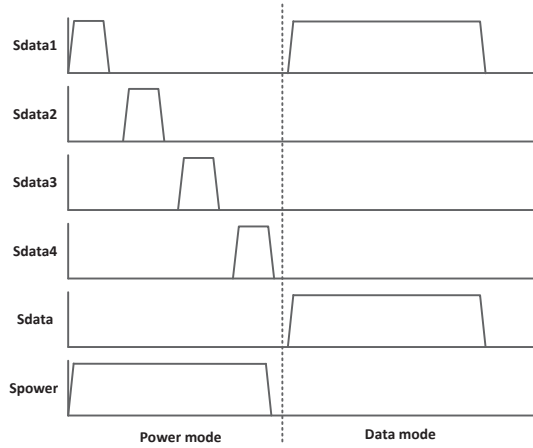 Sdata1
Sdata2
Sdata3
Sdata4
Sdata
Spower
Power mode
Data mode